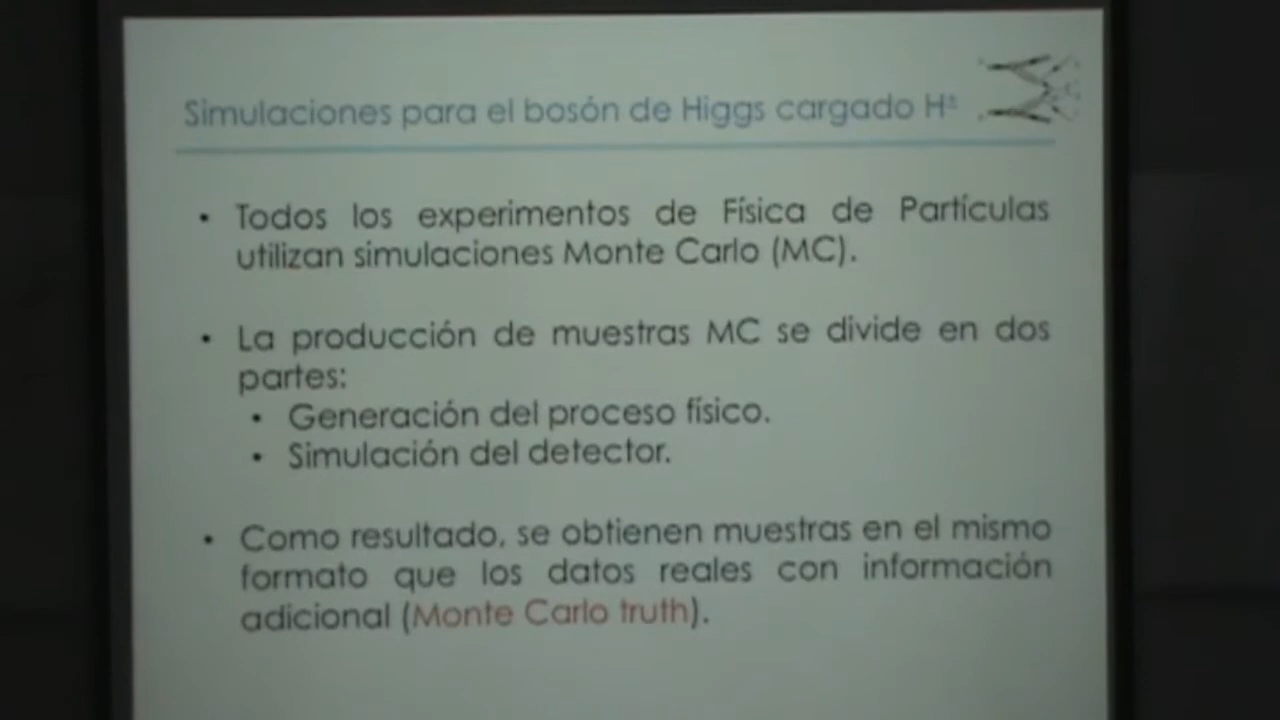 Simulaciones para el bosón de Higgs cargado H±
• Todos los experimentos de Física de Partículas
utilizan simulaciones Monte Carlo (MC).
• La producción de muestras MC se divide en dos
partes:
• Generación del proceso físico.
• Simulación del detector.
• Como resultado, se obtienen muestras en el mismo
formato que los datos reales con información
adicional (Monte Carlo truth).